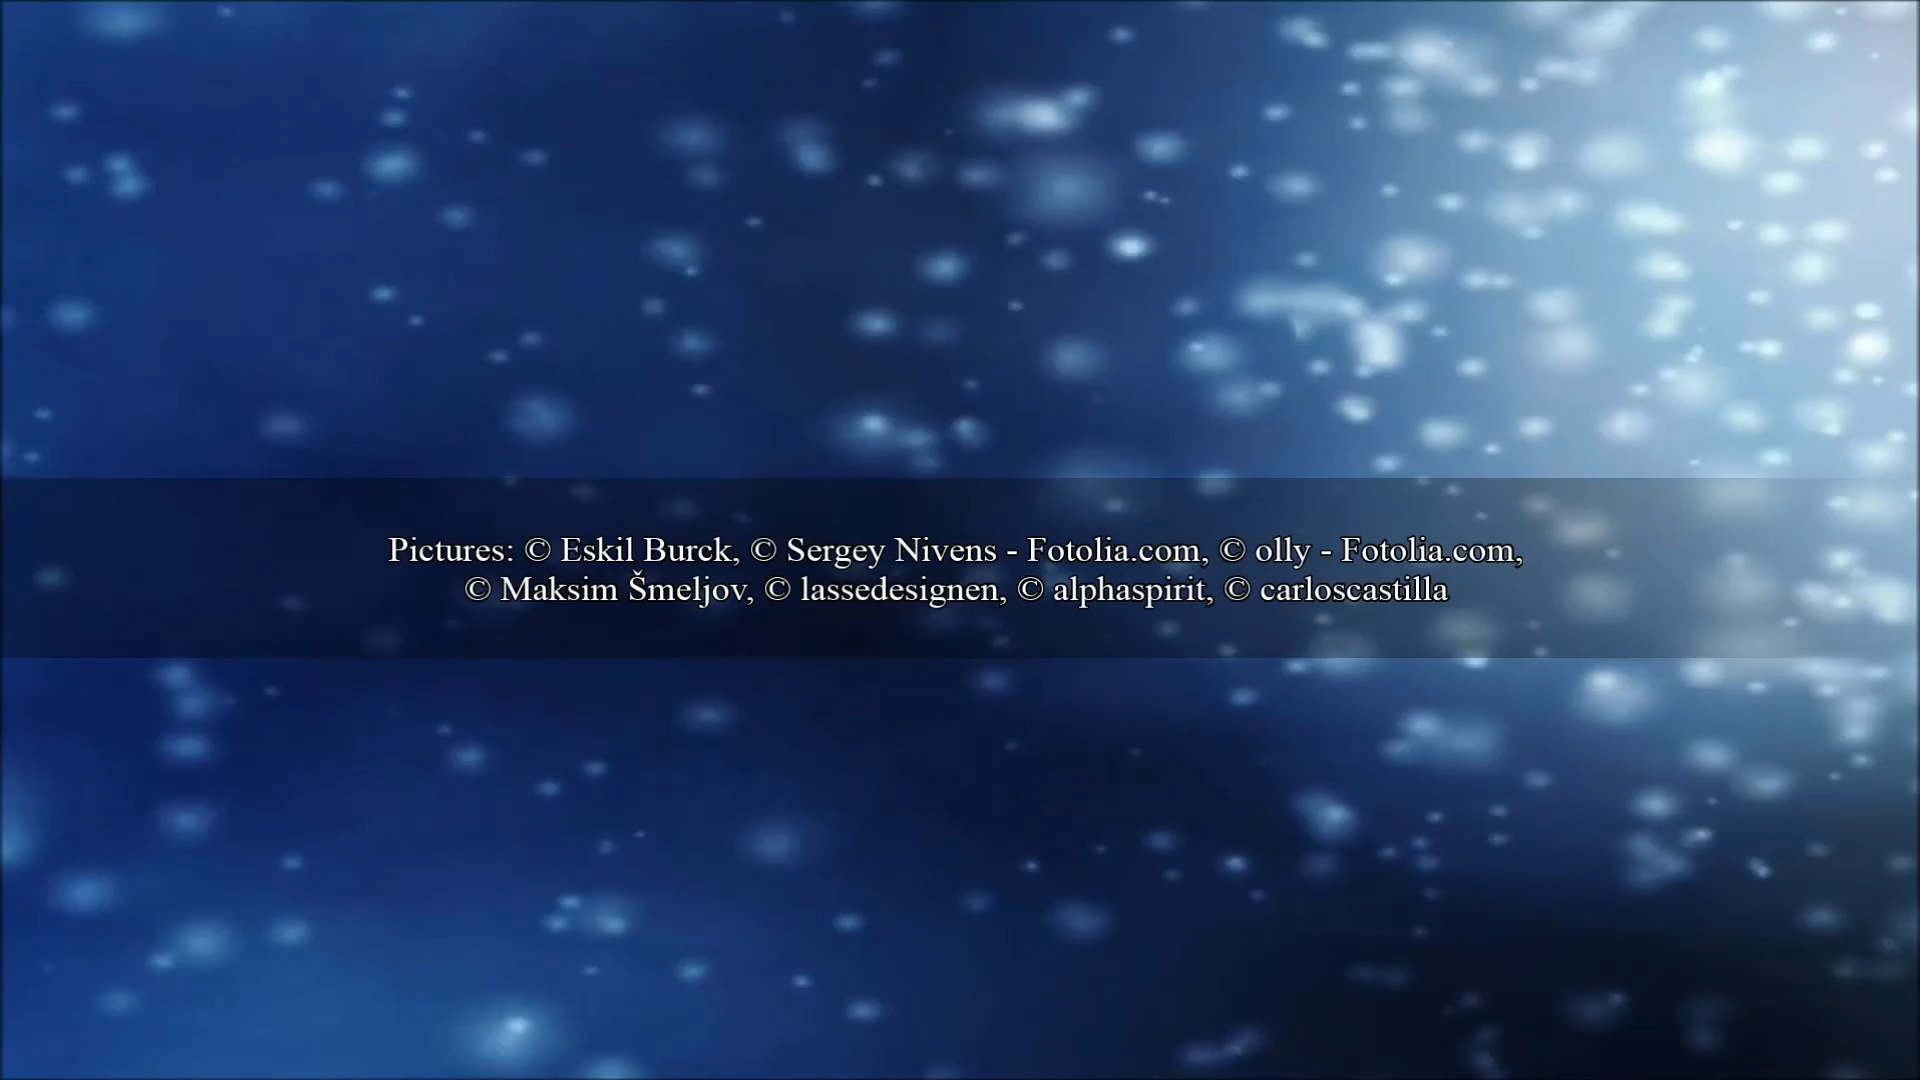 Pictures: © Eskil Burck, © Sergey Nivens - Fotolia.com, © olly - Fotolia.com,
© Maksim Šmeljov, © lassedesignen, © alphaspirit, © carloscastilla